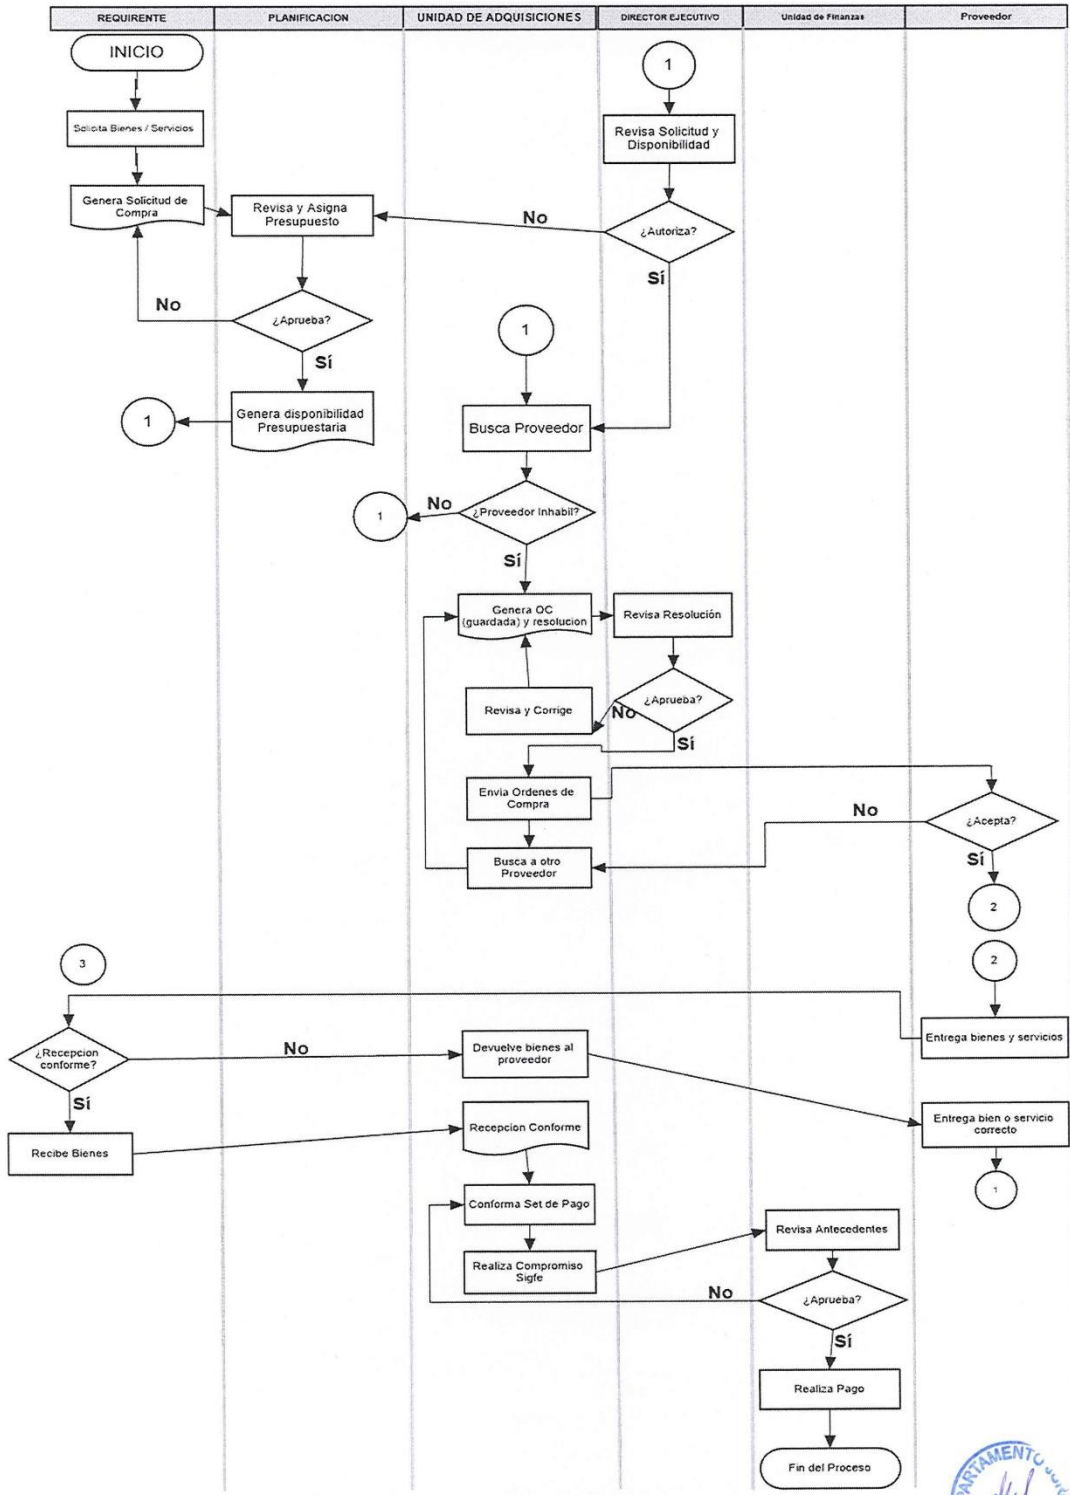 REQUIRENTE
PLANIFICACION
UNIDAD DE ADQUISICIONES
DIRECTOR EJECUTIVO
Unidad de Finanzas
Proveedor
INICIO
1
Solicita Bienes / Servicios
Revisa Solicitud y
Disponibilidad
Genera Solicitud de
Compra
Revisa y Asigna
Presupuesto
No
¿Autoriza?
Sí
No
¿Aprueba?
Sí
1
1
Genera disponibilidad
Presupuestaria
Busca Proveedor
1
No
¿Proveedor Inhabil?
Sí
Genera OC
(guardada) y resolucion
Revisa Resolución
Revisa y Corrige
No
¿Aprueba?
Sí
Envia Ordenes de
Compra
No
¿Acepta?
Sí
Busca a otro
Proveedor
2
3
2
¿Recepcion
conforme?
No
Devuelve bienes al
proveedor
Entrega bienes y servicios
Sí
Recibe Bienes
Recepcion Conforme
Entrega bien o servicio
correcto
1
Conforma Set de Pago
Revisa Antecedentes
Realiza Compromiso
Sigfe
No
¿Aprueba?
Sí
Realiza Pago
Fin del Proceso